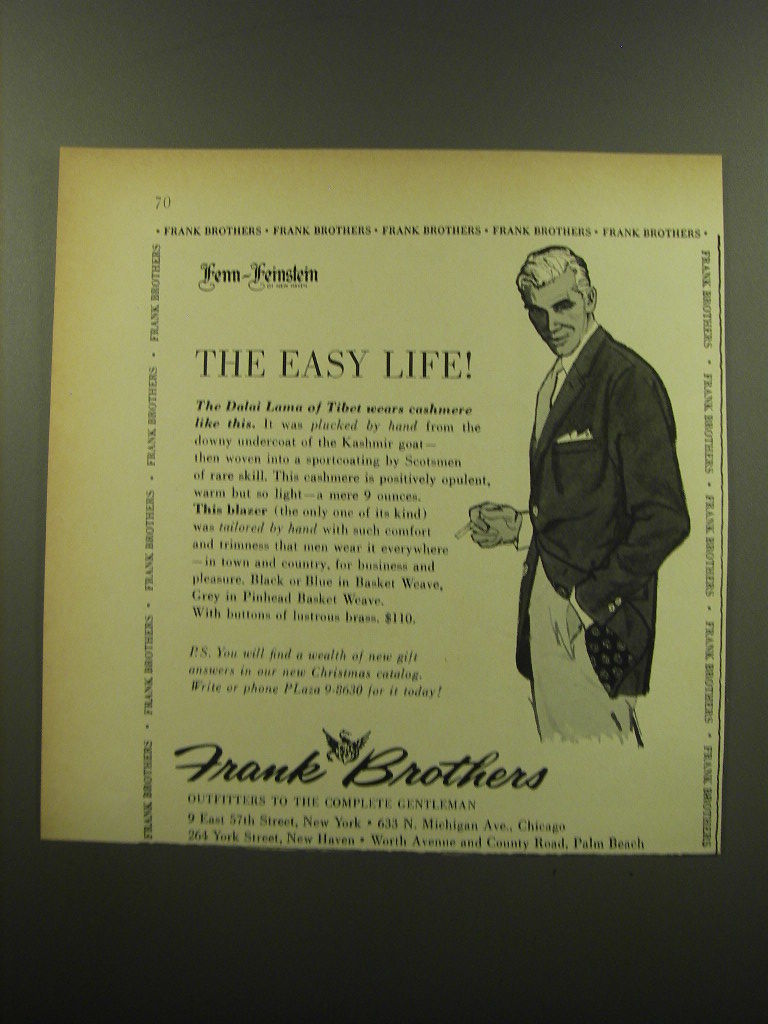 70
• FRANK BROTHERS • FRANK BROTHERS • FRANK BROTHERS • FRANK BROTHERS • FRANK BROTHERS •
FRANK BROTHERS • FRANK BROTHERS • FRANK BROTHERS • FRANK BROTHERS • FRANK BROTHERS
FRANK BROTHERS • FRANK BROTHERS • FRANK BROTHERS • FRANK BROTHERS • FRANK BROTHERS
Fenn-Feinstein
OF NEW HAVEN
THE EASY LIFE!
The Dalai Lama of Tibet wears cashmere
like this. It was plucked by hand from the
downy undercoat of the Kashmir goat—
then woven into a sportcoating by Scotsmen
of rare skill. This cashmere is positively opulent,
warm but so light—a mere 9 ounces.
This blazer (the only one of its kind)
was tailored by hand with such comfort
and trimness that men wear it everywhere
—in town and country, for business and
pleasure. Black or Blue in Basket Weave,
Grey in Pinhead Basket Weave.
With buttons of lustrous brass. $110.
P.S. You will find a wealth of new gift
answers in our new Christmas catalog.
Write or phone PLaza 9-8630 for it today!
Frank Brothers
OUTFITTERS TO THE COMPLETE GENTLEMAN
9 East 57th Street, New York • 633 N. Michigan Ave., Chicago
264 York Street, New Haven • Worth Avenue and County Road, Palm Beach